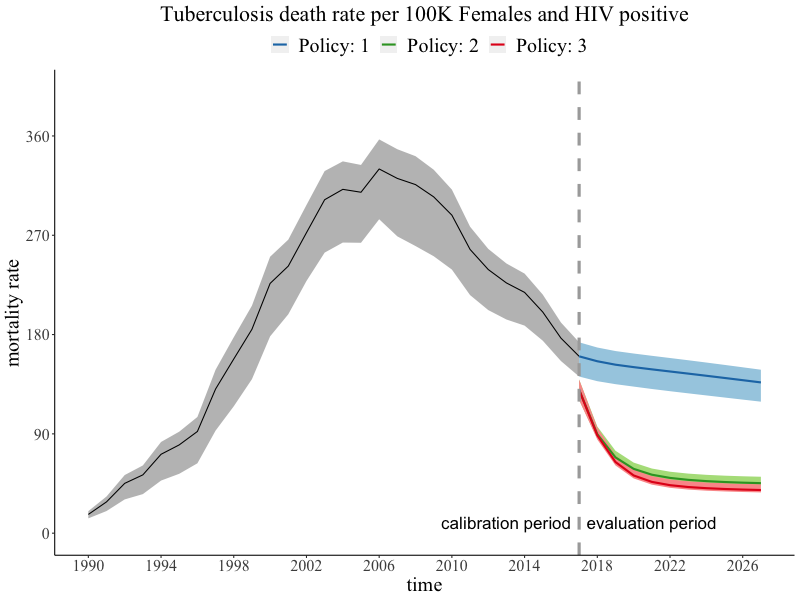 Tuberculosis death rate per 100K Females and HIV positive
Policy: 1 Policy: 2 Policy: 3
mortality rate
360
270
180
90
0
calibration period evaluation period
1990 1994 1998 2002 2006 2010 2014 2018 2022 2026
time